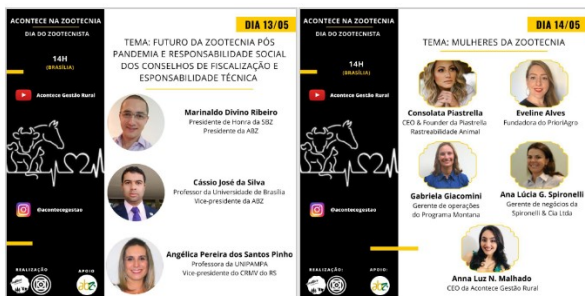 ACONTECE NA ZOOTECNIA
DIA DO ZOOTECNISTA
14H
(BRASÍLIA)
Acontece Gestão Rural
@acontecegestao
REALIZAÇÃO
APOIO
DIA 13/05
TEMA: FUTURO DA ZOOTECNIA PÓS
PANDEMIA E RESPONSABILIDADE SOCIAL
DOS CONSELHOS DE FISCALIZAÇÃO E
ESPONSABILIDADE TÉCNICA
Marinaldo Divino Ribeiro
Presidente de Honra da SBZ
Presidente da ABZ
Cássio José da Silva
Professor da Universidade de Brasília
Vice-presidente da ABZ
Angélica Pereira dos Santos Pinho
Professora da UNIPAMPA
Vice-presidente do CRMV do RS
ACONTECE NA ZOOTECNIA
DIA DO ZOOTECNISTA
14H
(BRASÍLIA)
Acontece Gestão Rural
@acontecegestao
REALIZAÇÃO:
APOIO:
DIA 14/05
TEMA: MULHERES DA ZOOTECNIA
Consolata Piastrella
CEO & Founder da Piastrella
Rastreabilidade Animal
Eveline Alves
Fundadora do PrioriAgro
Gabriela Giacomini
Gerente de operações
do Programa Montana
Ana Lúcia G. Spironelli
Gerente de negócios da
Spironelli & Cia Ltda
Anna Luz N. Malhado
CEO da Acontece Gestão Rural